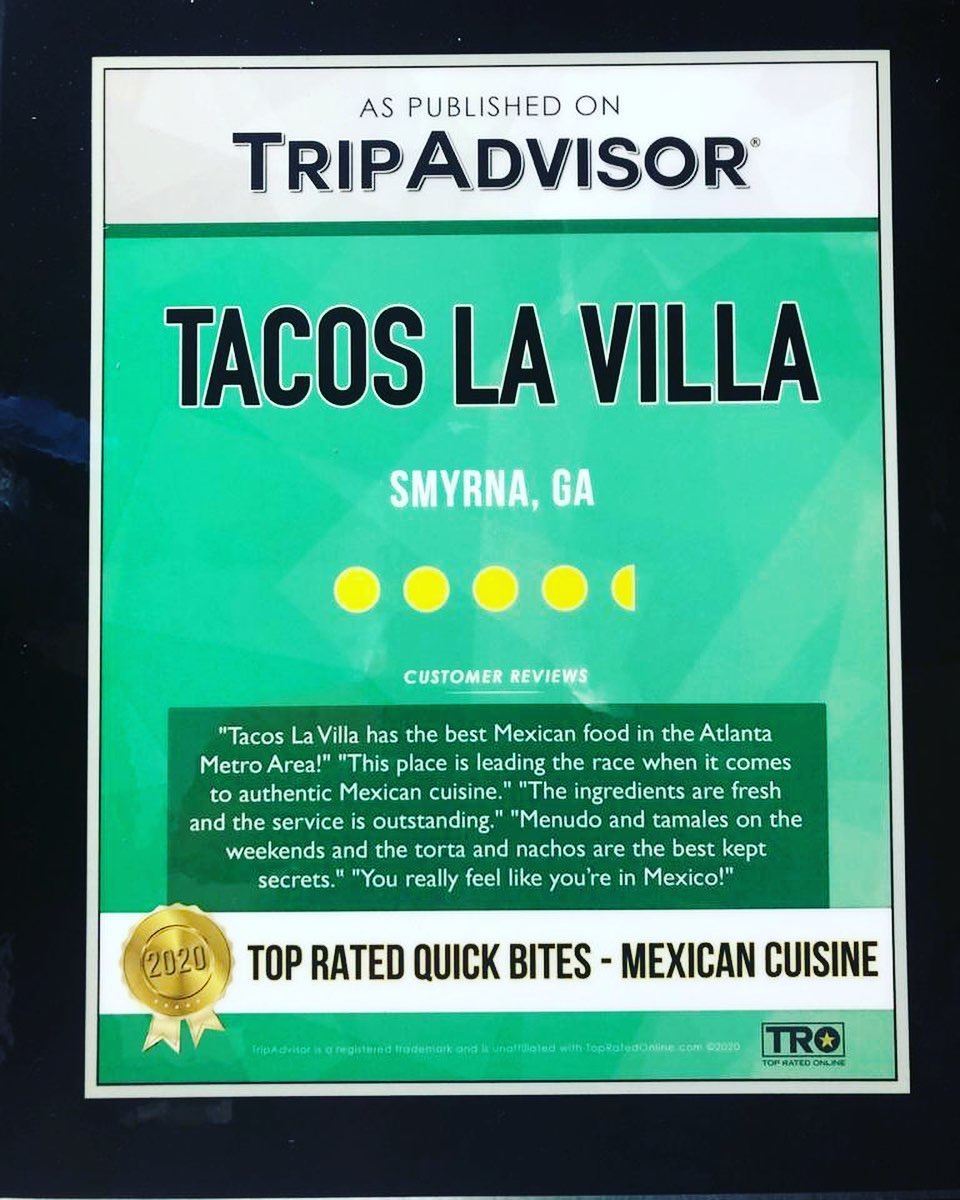 AS PUBLISHED ON
TRIPADVISOR®
TACOS LA VILLA
SMYRNA, GA
CUSTOMER REVIEWS
"Tacos La Villa has the best Mexican food in the Atlanta
Metro Area!" "This place is leading the race when it comes
to authentic Mexican cuisine." "The ingredients are fresh
and the service is outstanding." "Menudo and tamales on the
weekends and the torta and nachos are the best kept
secrets." "You really feel like you're in Mexico!"
2020
TOP RATED QUICK BITES - MEXICAN CUISINE
TripAdvisor is a registered trademark and is unaffiliated with TopRatedOnline.com ©2020
TRO
TOP RATED ONLINE